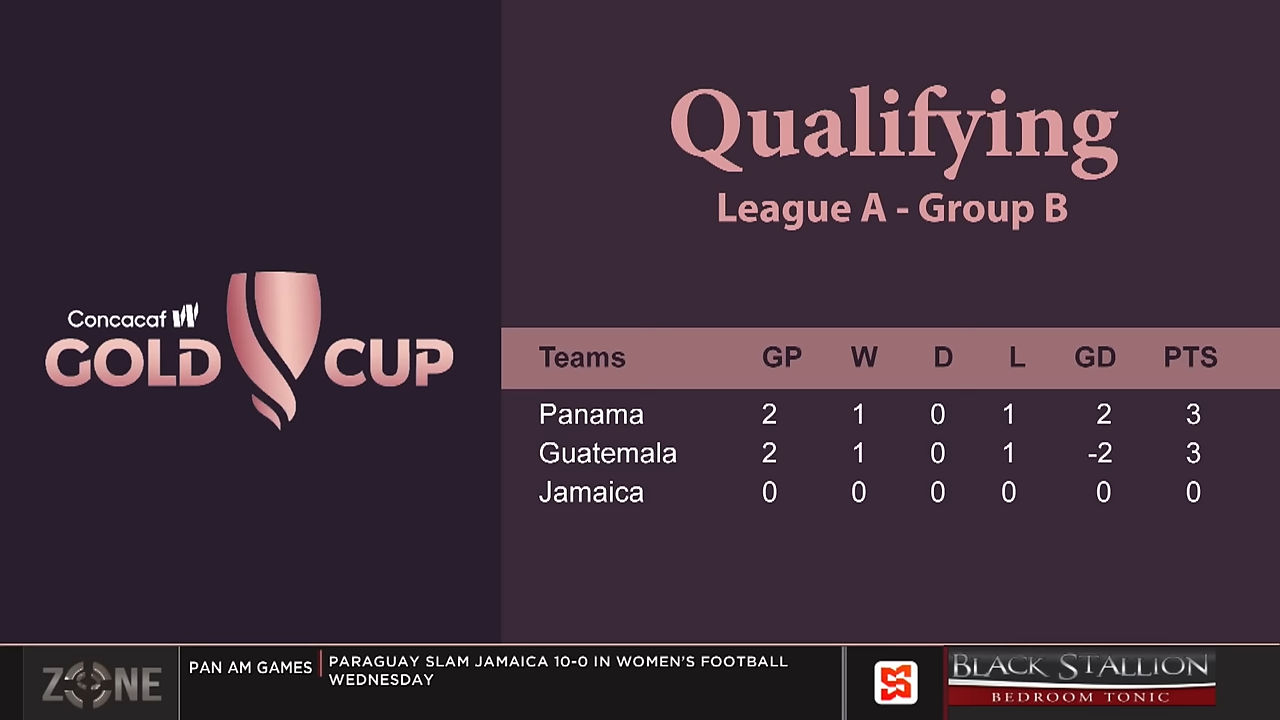 Qualifying
League A - Group B
Concacaf W
GOLD CUP
Teams GP W D L GD PTS
Panama 2 1 0 1 2 3
Guatemala 2 1 0 1 -2 3
Jamaica 0 0 0 0 0 0
ZONE
PAN AM GAMES
PARAGUAY SLAM JAMAICA 10-0 IN WOMEN'S FOOTBALL
WEDNESDAY
BLACK STALLION
BEDROOM TONIC